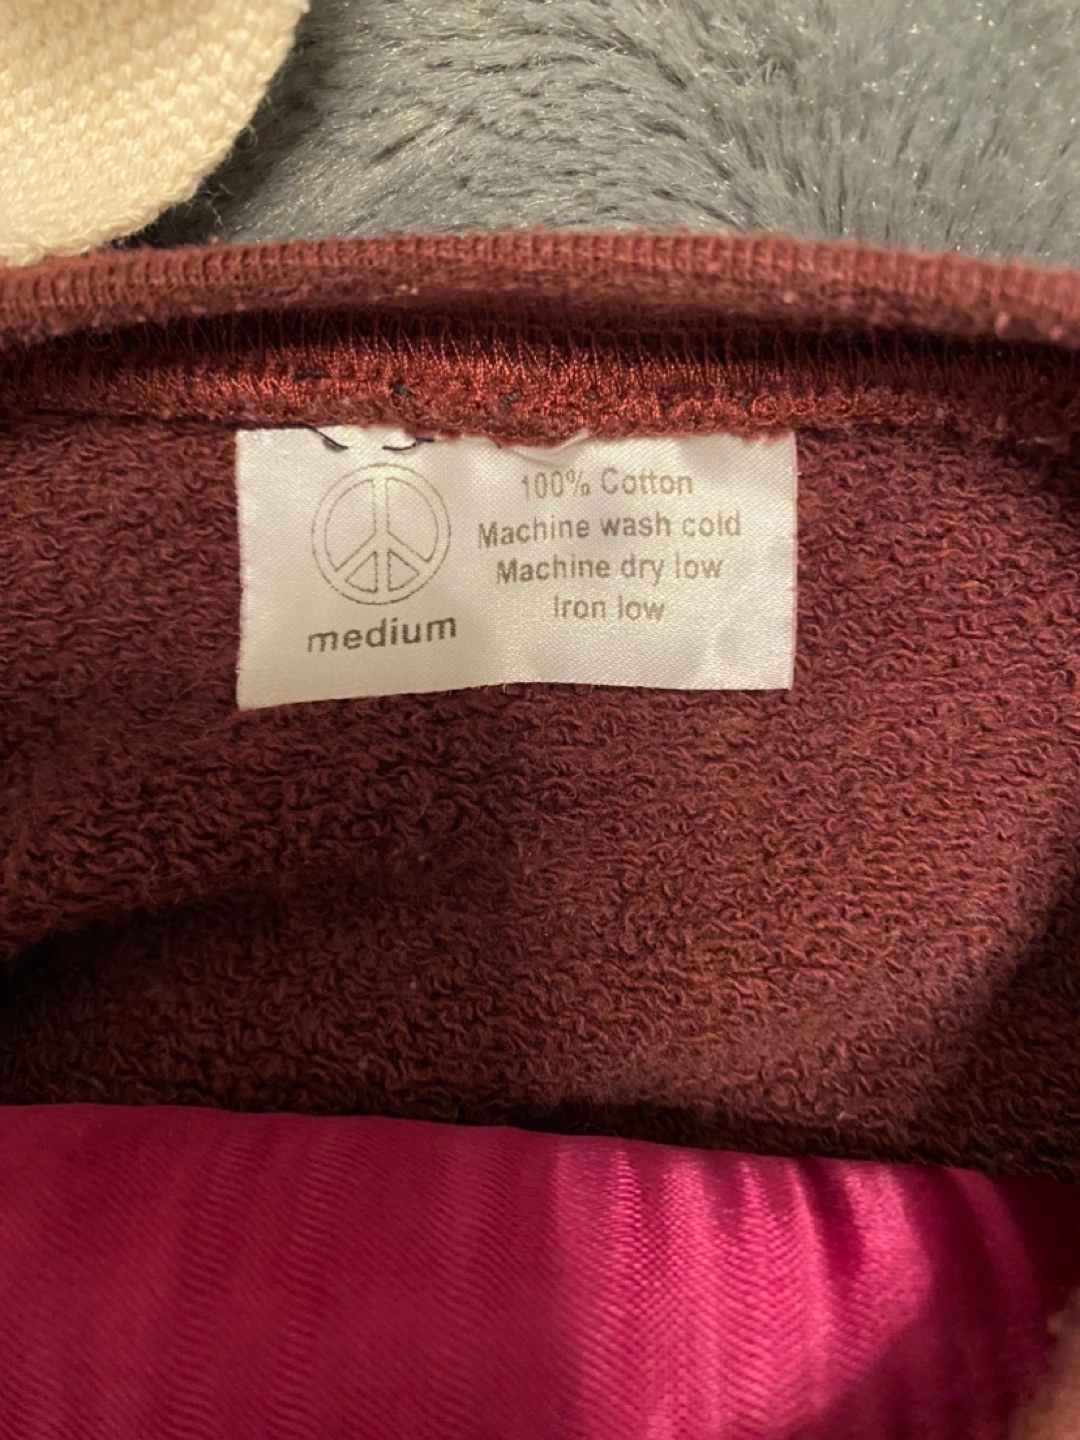 medium
100% Cotton
Machine wash cold
Machine dry low
Iron low